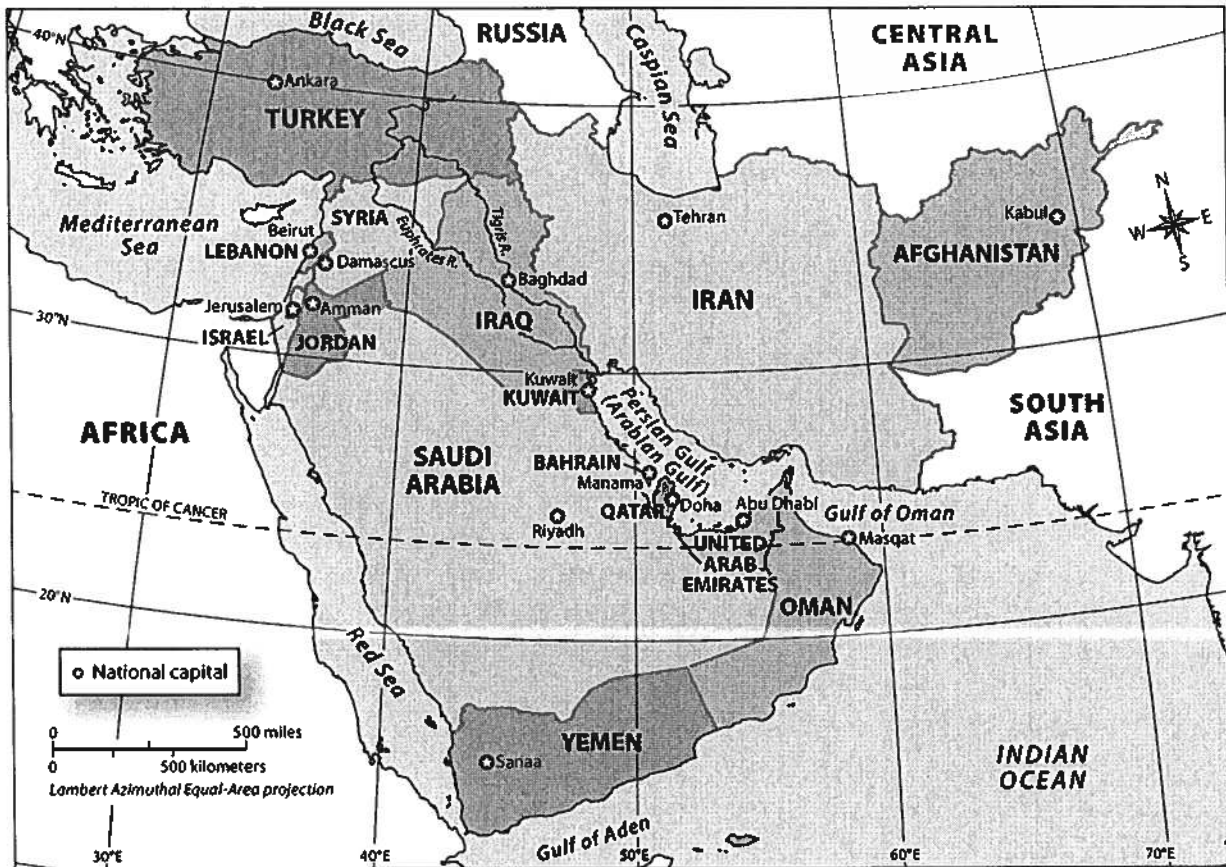 40°N
Black Sea
RUSSIA
Caspian Sea
CENTRAL
ASIA
Ankara
TURKEY
Mediterranean
Sea
SYRIA
Beirut
LEBANON
Damascus
Euphrates R.
Tigris R.
Baghdad
Tehran
Kabul
AFGHANISTAN
N
W
E
S
30°N
Jerusalem
Amman
ISRAEL
JORDAN
IRAQ
IRAN
Kuwait
KUWAIT
AFRICA
SAUDI
ARABIA
Persian Gulf
(Arabian Gulf)
SOUTH
ASIA
BAHRAIN
Manama
QATAR
Doha
Abu Dhabi
Gulf of Oman
TROPIC OF CANCER
Riyadh
UNITED
ARAB
EMIRATES
Masqat
OMAN
20°N
Red Sea
National capital
0
500 miles
0
500 kilometers
Lambert Azimuthal Equal-Area projection
YEMEN
Sanaa
INDIAN
OCEAN
Gulf of Aden
30°E
40°E
50°E
60°E
70°E